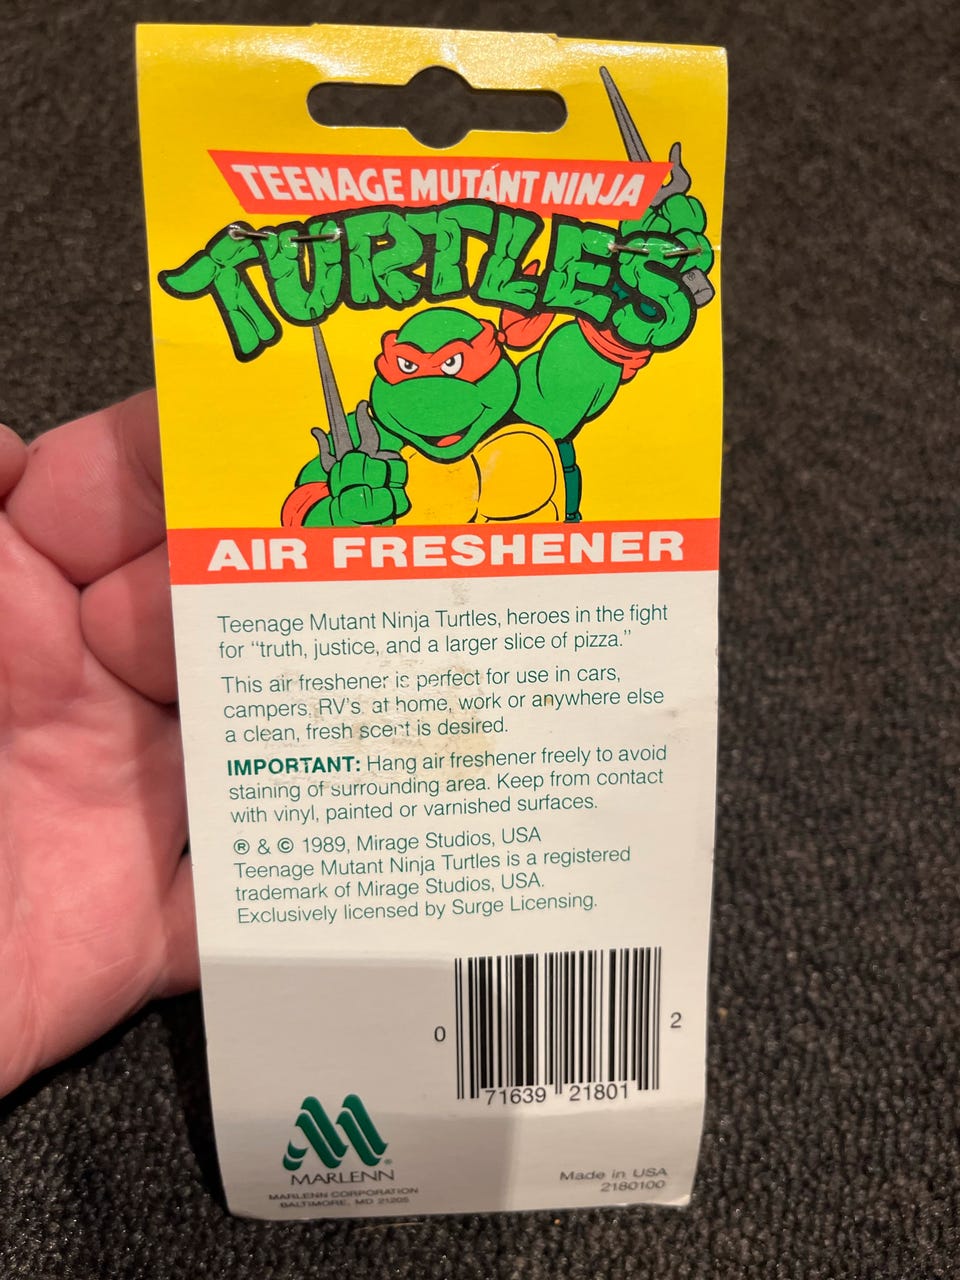 TEENAGE MUTANT NINJA
TURTLES
AIR FRESHENER
Teenage Mutant Ninja Turtles, heroes in the fight
for "truth, justice, and a larger slice of pizza."
This air freshener is perfect for use in cars,
campers, RV's, at home, work or anywhere else
a clean, fresh scent is desired.
IMPORTANT: Hang air freshener freely to avoid
staining of surrounding area. Keep from contact
with vinyl, painted or varnished surfaces.
® & © 1989, Mirage Studios, USA
Teenage Mutant Ninja Turtles is a registered
trademark of Mirage Studios, USA.
Exclusively licensed by Surge Licensing.
0 71639 21801 2
®
MARLENN
MARLENN CORPORATION
BALTIMORE, MD 21205
Made in USA
2180100